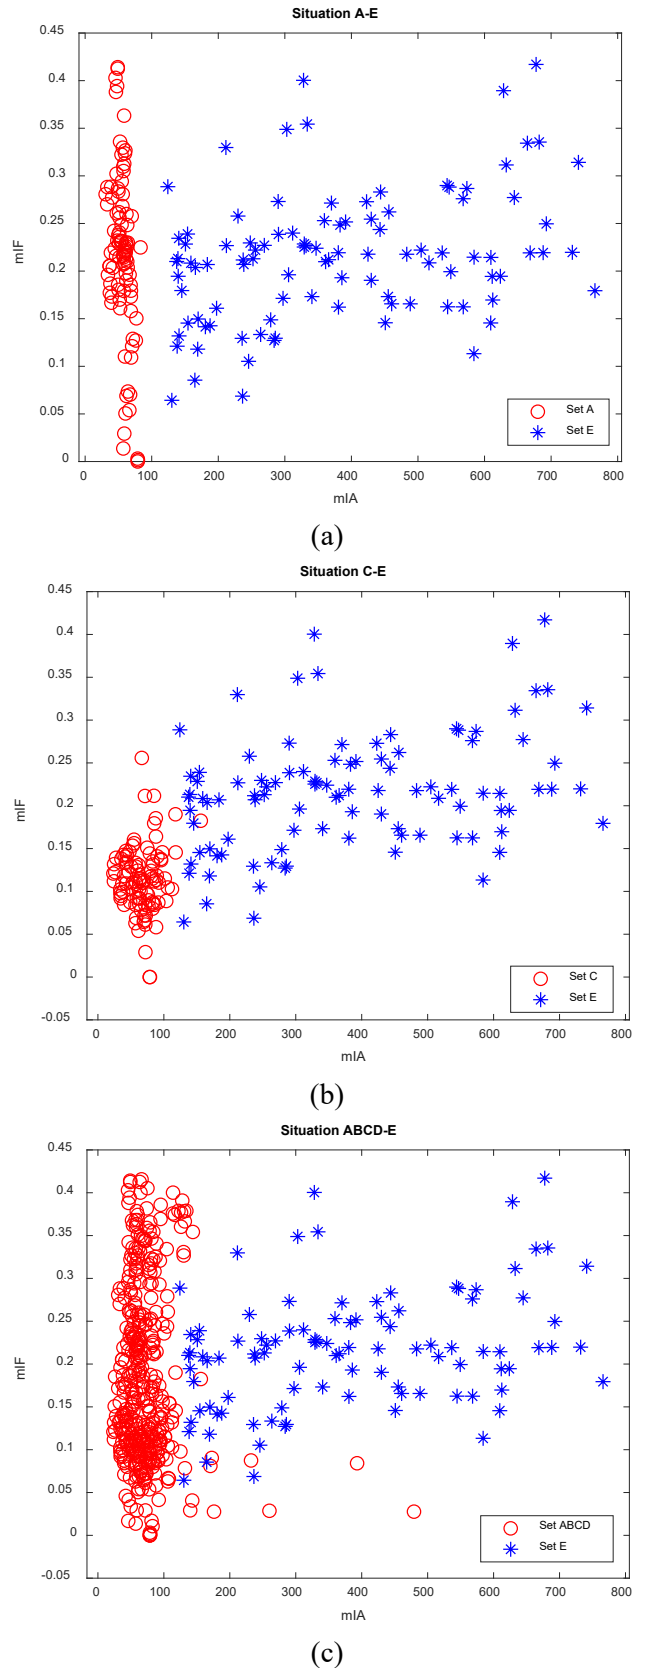 Situation A-E
0.45
0.4
0.35
0.3
0.25
0.2
0.15
0.1
0.05
0
mIF
Set A
Set E
0 100 200 300 400 500 600 700 800
mIA
(a)
Situation C-E
0.45
0.4
0.35
0.3
0.25
0.2
0.15
0.1
0.05
0
-0.05
mIF
Set C
Set E
0 100 200 300 400 500 600 700 800
mIA
(b)
Situation ABCD-E
0.45
0.4
0.35
0.3
0.25
0.2
0.15
0.1
0.05
0
-0.05
mIF
Set ABCD
Set E
0 100 200 300 400 500 600 700 800
mIA
(c)